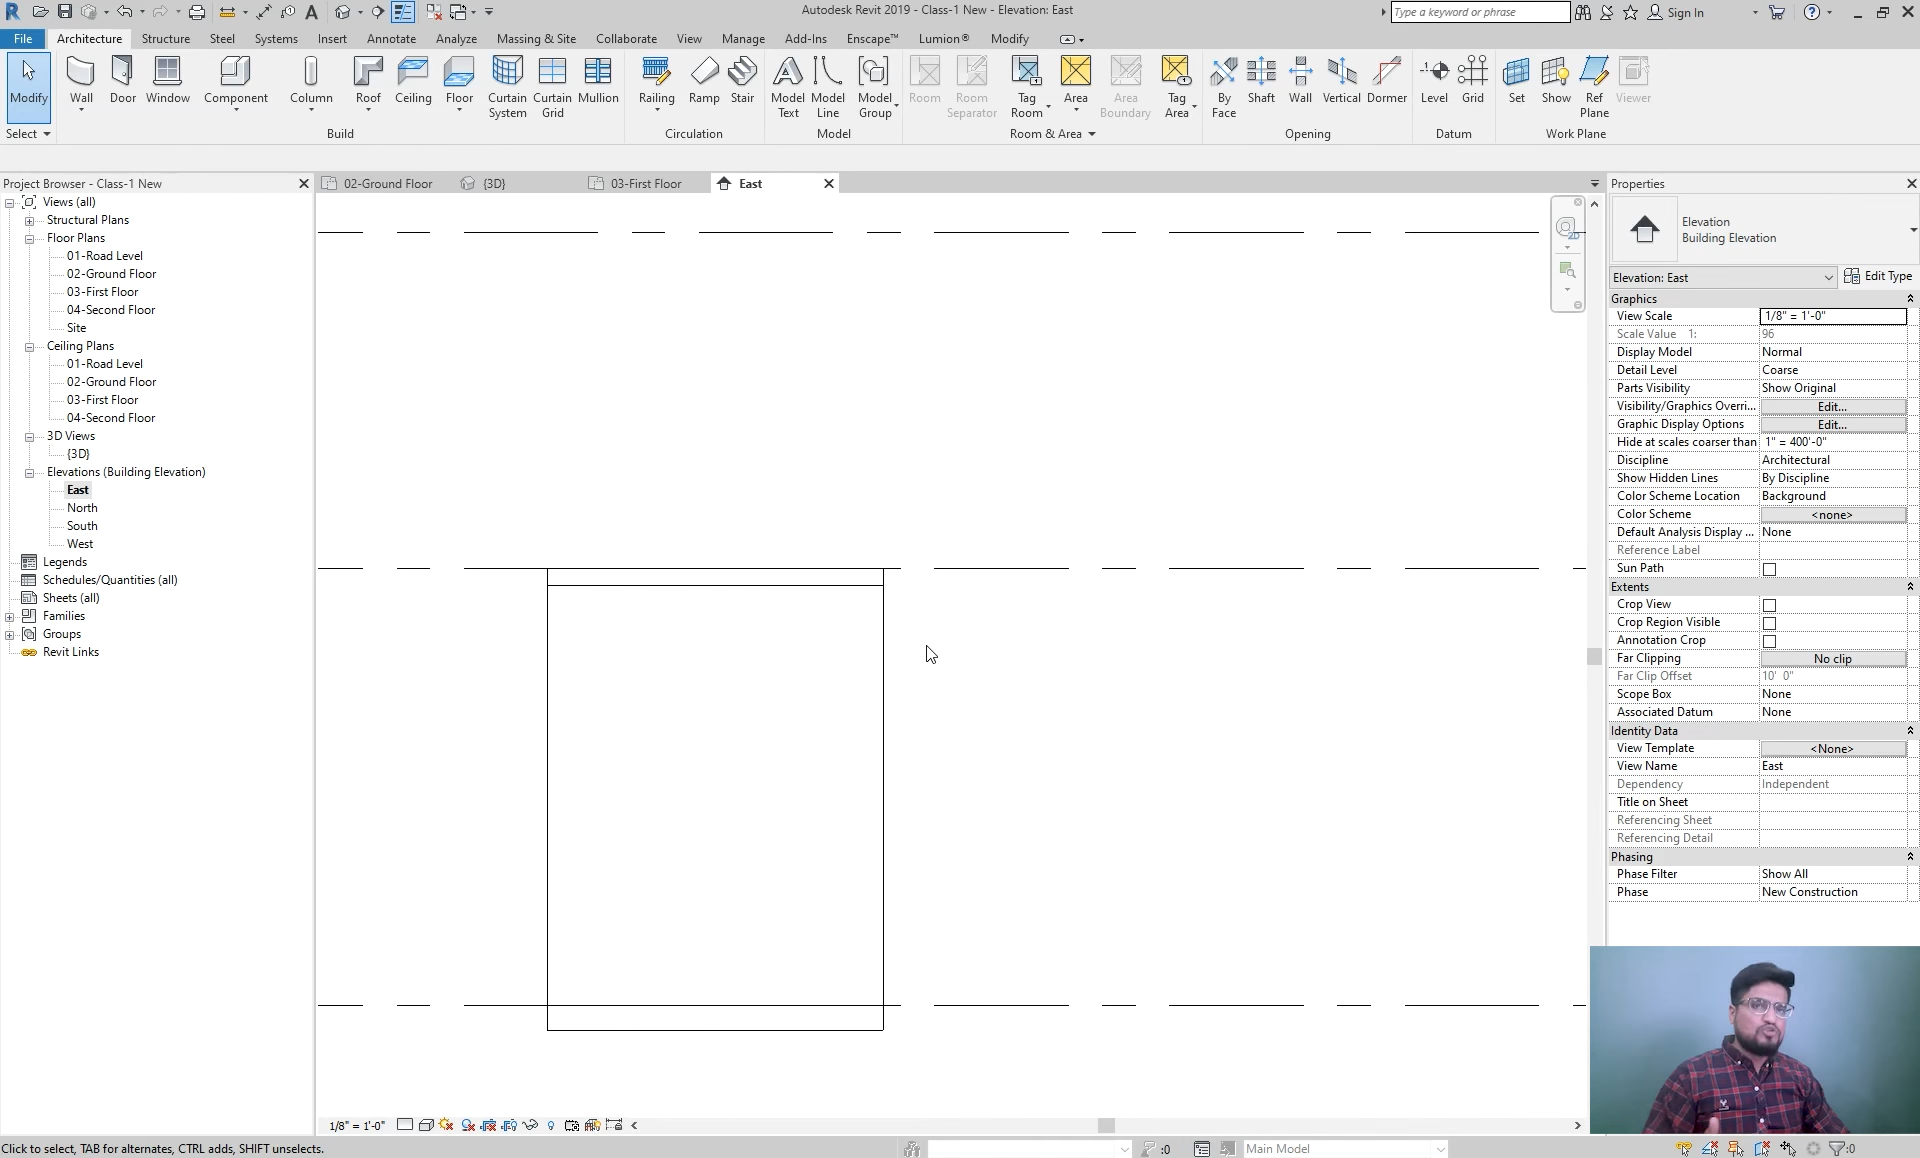 Autodesk Revit 2019 - Class-1 New - Elevation: East
Type a keyword or phrase
Sign In
File Architecture Structure Steel Systems Insert Annotate Analyze Massing & Site Collaborate View Manage Add-Ins Enscape™ Lumion® Modify
Modify Wall Door Window Component Column Roof Ceiling Floor Curtain System Curtain Grid Mullion Railing Ramp Stair Model Text Model Line Model Group Room Room Separator Tag Room Area Area Boundary Tag Area By Face Shaft Wall Vertical Dormer Level Grid Set Show Ref Plane Viewer
Select Build Circulation Model Room & Area Opening Datum Work Plane
Project Browser - Class-1 New
Views (all)
Structural Plans
Floor Plans
01-Road Level
02-Ground Floor
03-First Floor
04-Second Floor
Site
Ceiling Plans
01-Road Level
02-Ground Floor
03-First Floor
04-Second Floor
3D Views
{3D}
Elevations (Building Elevation)
East
North
South
West
Legends
Schedules/Quantities (all)
Sheets (all)
Families
Groups
Revit Links
02-Ground Floor {3D} 03-First Floor East
2D
Properties
Elevation
Building Elevation
Elevation: East Edit Type
Graphics
View Scale 1/8" = 1'-0"
Scale Value 1: 96
Display Model Normal
Detail Level Coarse
Parts Visibility Show Original
Visibility/Graphics Overri... Edit...
Graphic Display Options Edit...
Hide at scales coarser than 1" = 400'-0"
Discipline Architectural
Show Hidden Lines By Discipline
Color Scheme Location Background
Color Scheme <none>
Default Analysis Display ... None
Reference Label
Sun Path
Extents
Crop View
Crop Region Visible
Annotation Crop
Far Clipping No clip
Far Clip Offset 10' 0"
Scope Box None
Associated Datum None
Identity Data
View Template <None>
View Name East
Dependency Independent
Title on Sheet
Referencing Sheet
Referencing Detail
Phasing
Phase Filter Show All
Phase New Construction
1/8" = 1'-0"
Click to select, TAB for alternates, CTRL adds, SHIFT unselects.
:0
Main Model
:0